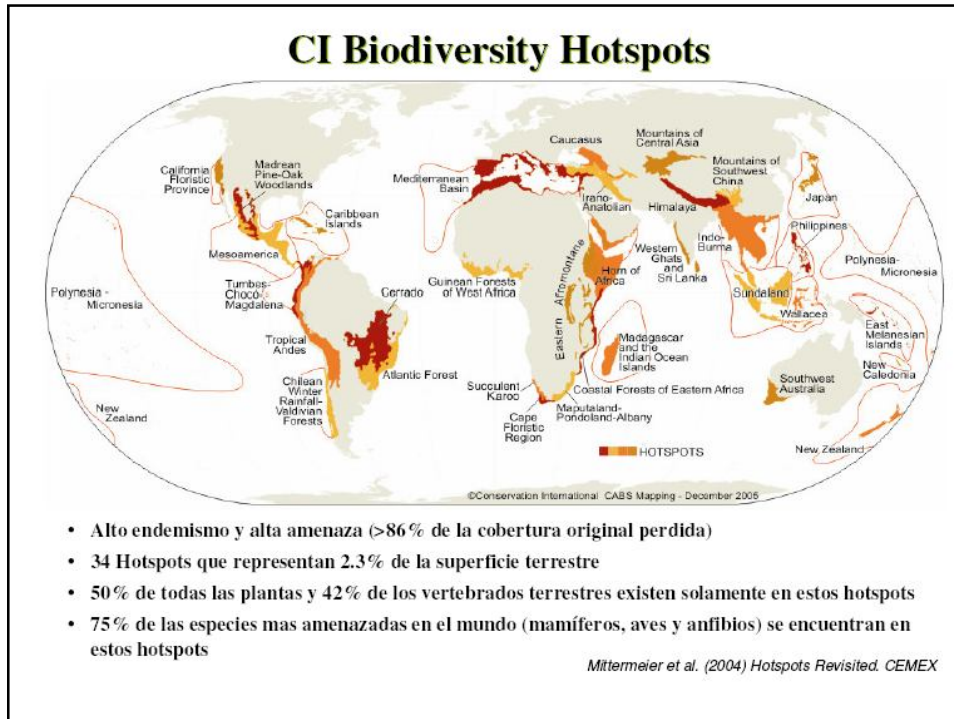 CI Biodiversity Hotspots
Caucasus
Mountains of
Central Asia
California
Floristic
Province
Madrean
Pine-Oak
Woodlands
Mediterranean
Basin
Mountains of
Southwest
China
Irano-
Anatolian
Himalaya
Japan
Caribbean
Islands
Philippines
Indo-
Burma
Mesoamerica
Western
Ghats
and
Sri Lanka
Polynesia-
Micronesia
Guinean Forests
of West Africa
Eastern Afromontane
Horn of
Africa
Tumbes-
Chocó-
Magdalena
Cerrado
Polynesia -
Micronesia
Sundaland
Wallacea
East
Melanesian
Islands
Tropical
Andes
Madagascar
and the
Indian Ocean
Islands
New
Caledonia
Atlantic Forest
Chilean
Winter
Rainfall-
Valdivian
Forests
Succulent
Karoo
Coastal Forests of Eastern Africa
Southwest
Australia
Cape
Floristic
Region
Maputaland-
Pondoland-Albany
New
Zealand
New Zealand
HOTSPOTS
©Conservation International CABS Mapping - December 2005
• Alto endemismo y alta amenaza (>86% de la cobertura original perdida)
• 34 Hotspots que representan 2.3% de la superficie terrestre
• 50% de todas las plantas y 42% de los vertebrados terrestres existen solamente en estos hotspots
• 75% de las especies mas amenazadas en el mundo (mamíferos, aves y anfibios) se encuentran en
estos hotspots
Mittermeier et al. (2004) Hotspots Revisited. CEMEX